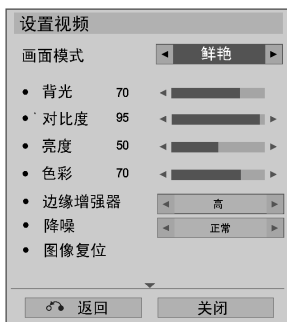 设置视频
画面模式 鲜艳
• 背光 70
• 对比度 95
• 亮度 50
• 色彩 70
• 边缘增强器 高
• 降噪 正常
• 图像复位
返回 关闭